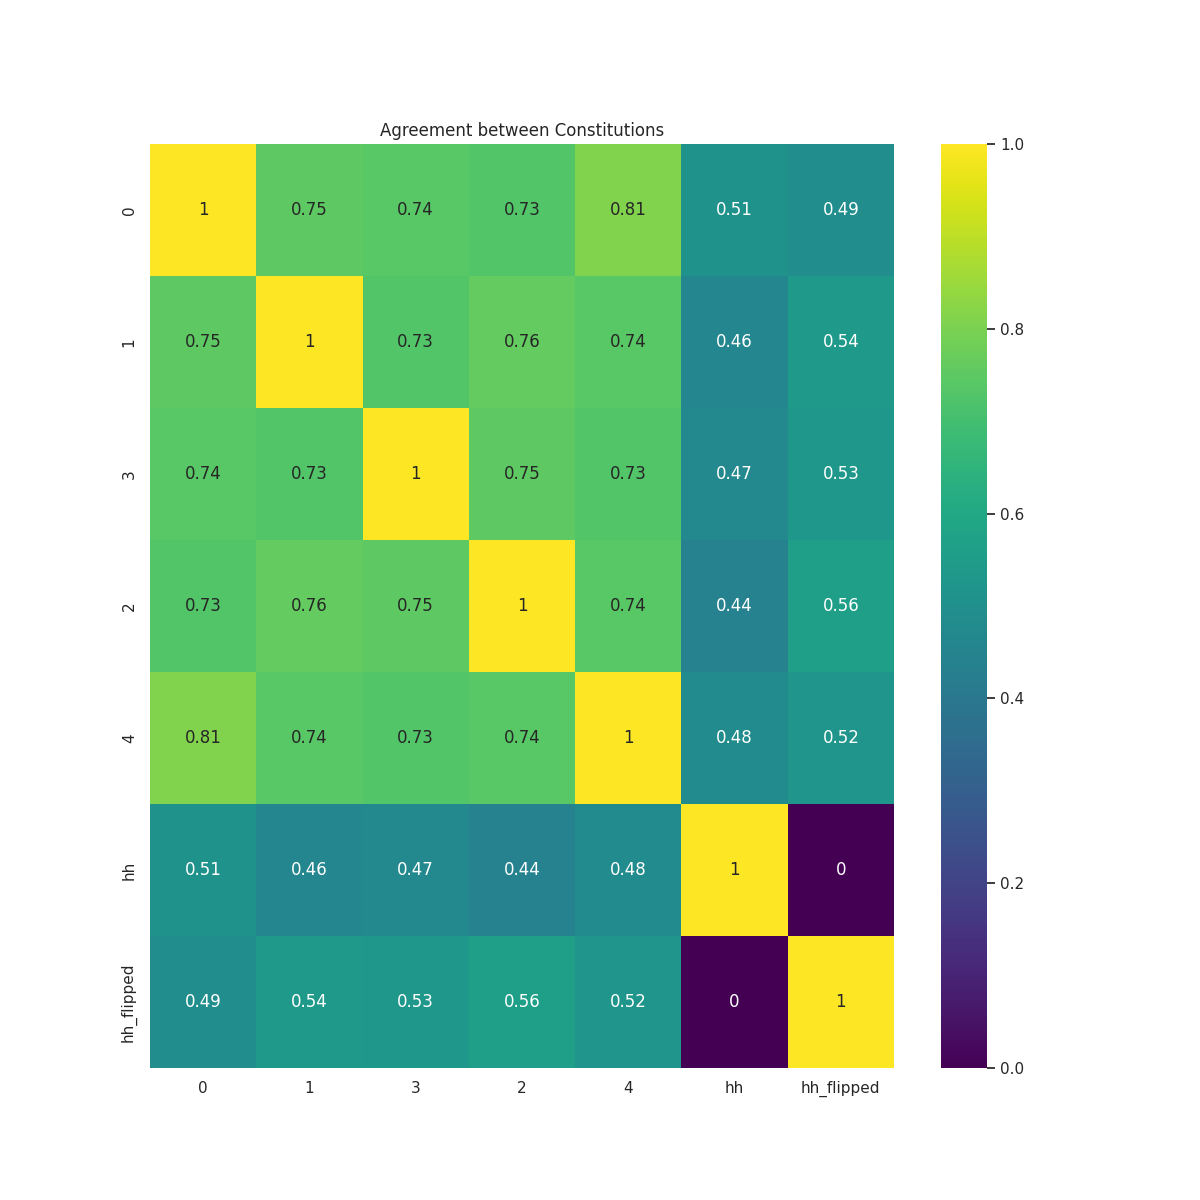 Agreement between Constitutions
0 1 0.75 0.74 0.73 0.81 0.51 0.49
1 0.75 1 0.73 0.76 0.74 0.46 0.54
3 0.74 0.73 1 0.75 0.73 0.47 0.53
2 0.73 0.76 0.75 1 0.74 0.44 0.56
4 0.81 0.74 0.73 0.74 1 0.48 0.52
hh 0.51 0.46 0.47 0.44 0.48 1 0
hh_flipped 0.49 0.54 0.53 0.56 0.52 0 1
0 1 3 2 4 hh hh_flipped
1.0
0.8
0.6
0.4
0.2
0.0